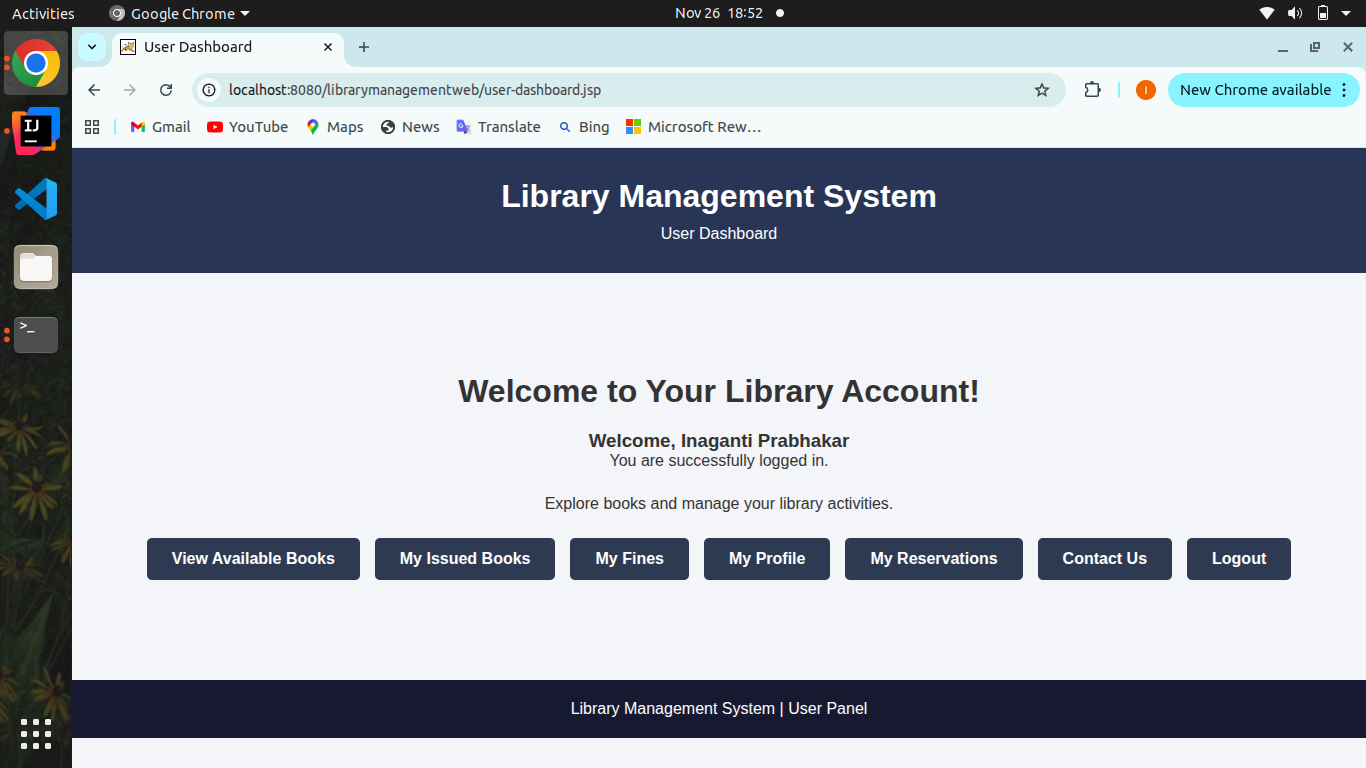 Activities Google Chrome Nov 26 18:52
User Dashboard
localhost:8080/librarymanagementweb/user-dashboard.jsp I New Chrome available
Gmail YouTube Maps News Translate Bing Microsoft Rew…
IJ
>_
Library Management System
User Dashboard
Welcome to Your Library Account!
Welcome, Inaganti Prabhakar
You are successfully logged in.
Explore books and manage your library activities.
View Available Books My Issued Books My Fines My Profile My Reservations Contact Us Logout
Library Management System | User Panel